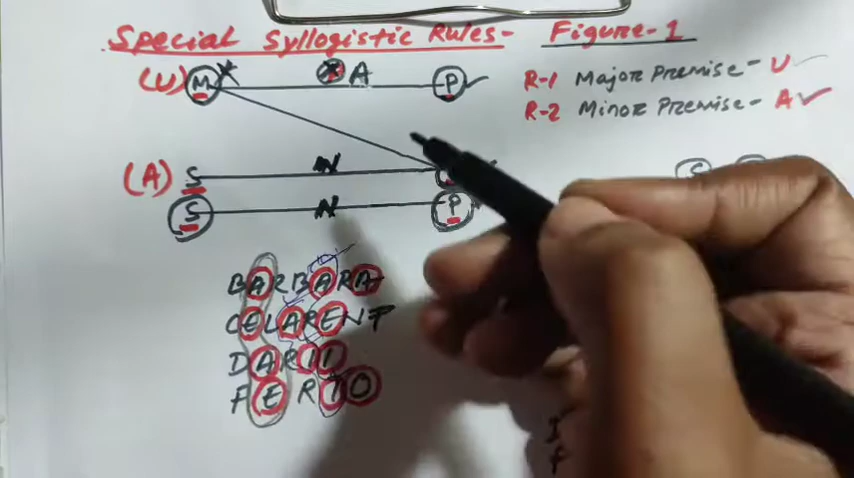 Special Syllogistic Rules- Figure-1
(U) M A P
R-1 Major Premise- U
R-2 Minor Premise- A
(A) S N
S N P
S
BARBARA
CELARENT
DARII
FERIO
I
F